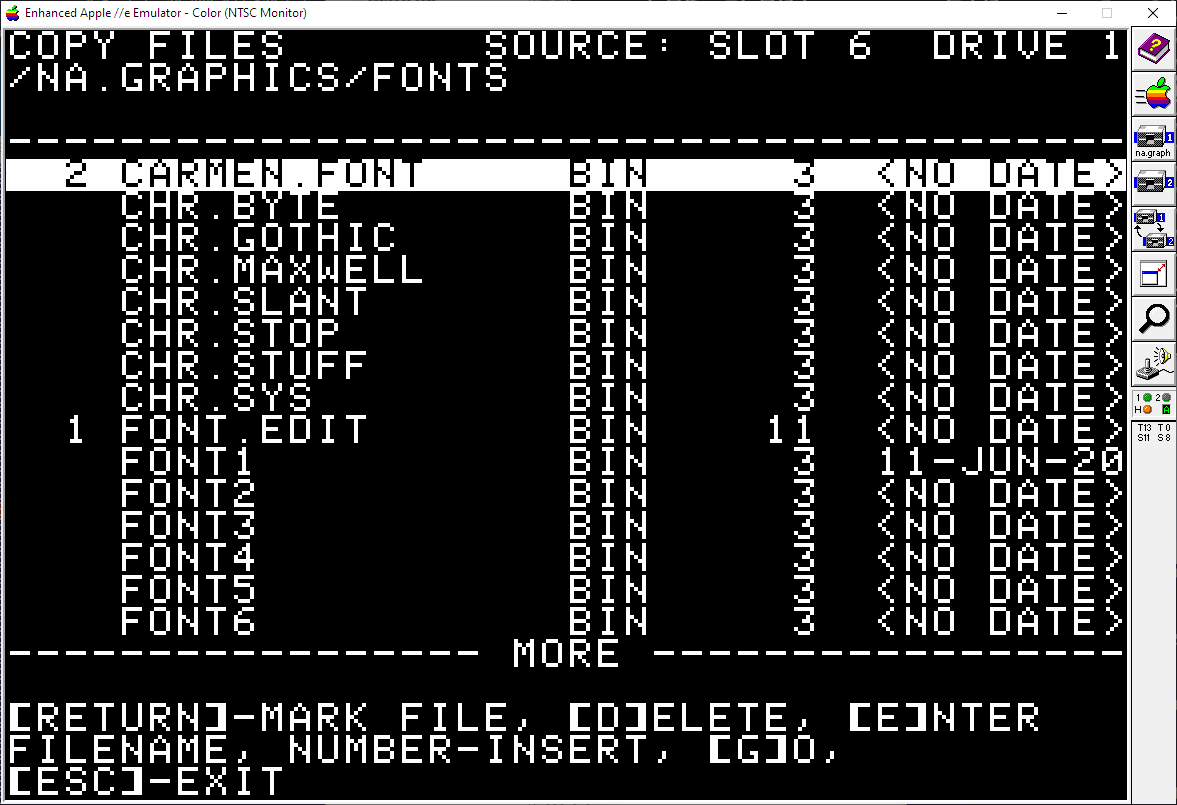 Enhanced Apple //e Emulator - Color (NTSC Monitor)
COPY FILES SOURCE: SLOT 6 DRIVE 1
/NA.GRAPHICS/FONTS
----------------------------------------
2 CARMEN.FONT BIN 3 <NO DATE>
CHR.BYTE BIN 3 <NO DATE>
CHR.GOTHIC BIN 3 <NO DATE>
CHR.MAXWELL BIN 3 <NO DATE>
CHR.SLANT BIN 3 <NO DATE>
CHR.STOP BIN 3 <NO DATE>
CHR.STUFF BIN 3 <NO DATE>
CHR.SYS BIN 3 <NO DATE>
1 FONT.EDIT BIN 11 <NO DATE>
FONT1 BIN 3 11-JUN-20
FONT2 BIN 3 <NO DATE>
FONT3 BIN 3 <NO DATE>
FONT4 BIN 3 <NO DATE>
FONT5 BIN 3 <NO DATE>
FONT6 BIN 3 <NO DATE>
----------------- MORE -----------------
[RETURN]-MARK FILE, [D]ELETE, [E]NTER
FILENAME, NUMBER-INSERT, [G]O,
[ESC]-EXIT
?
1
na.graph
2
1
2
1 2
H A
T13 T 0
S11 S 8